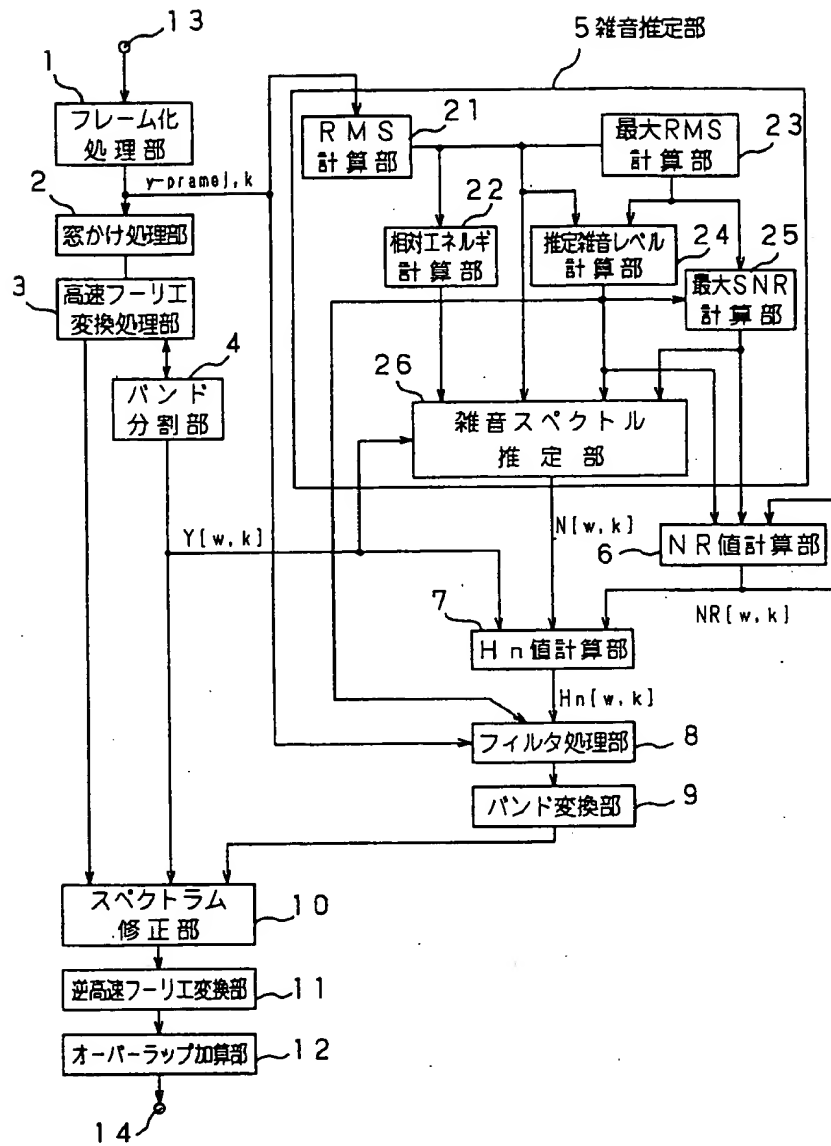 13
5 雑音推定部
1
フレーム化
処理部
y-pramej,k
2
窓かけ処理部
3
高速フーリエ
変換処理部
4
バンド
分割部
RMS
計算部
21
最大RMS
計算部
23
22
相対エネルギ
計算部
推定雑音レベル
計算部
24
25
最大SNR
計算部
26
雑音スペクトル
推定部
Y[w,k]
N[w,k]
6
NR値計算部
NR[w,k]
7
Hn値計算部
Hn[w,k]
フィルタ処理部
8
バンド変換部
9
スペクトラム
修正部
10
逆高速フーリエ変換部
11
オーバーラップ加算部
12
14